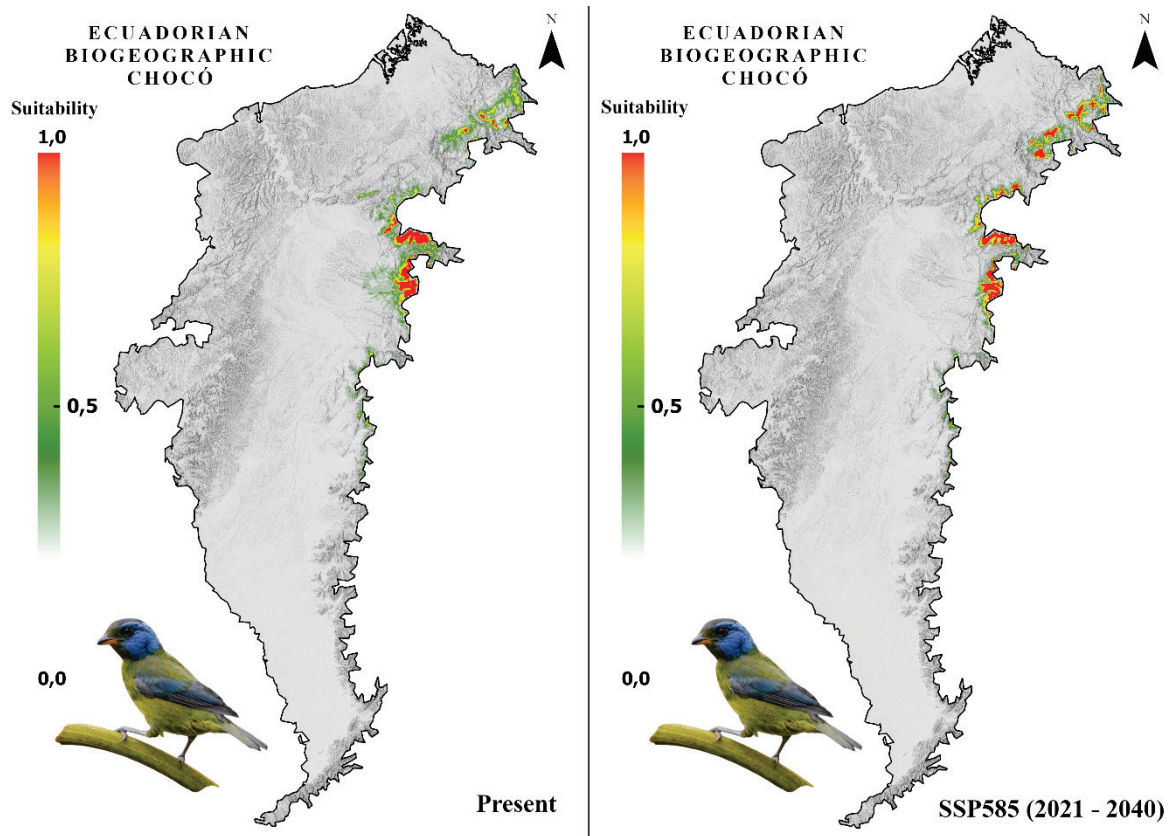 ECUADORIAN
BIOGEOGRAPHIC
CHOCÓ
N
Suitability
1,0
0,5
0,0
Present
ECUADORIAN
BIOGEOGRAPHIC
CHOCÓ
N
Suitability
1,0
0,5
0,0
SSP585 (2021 - 2040)